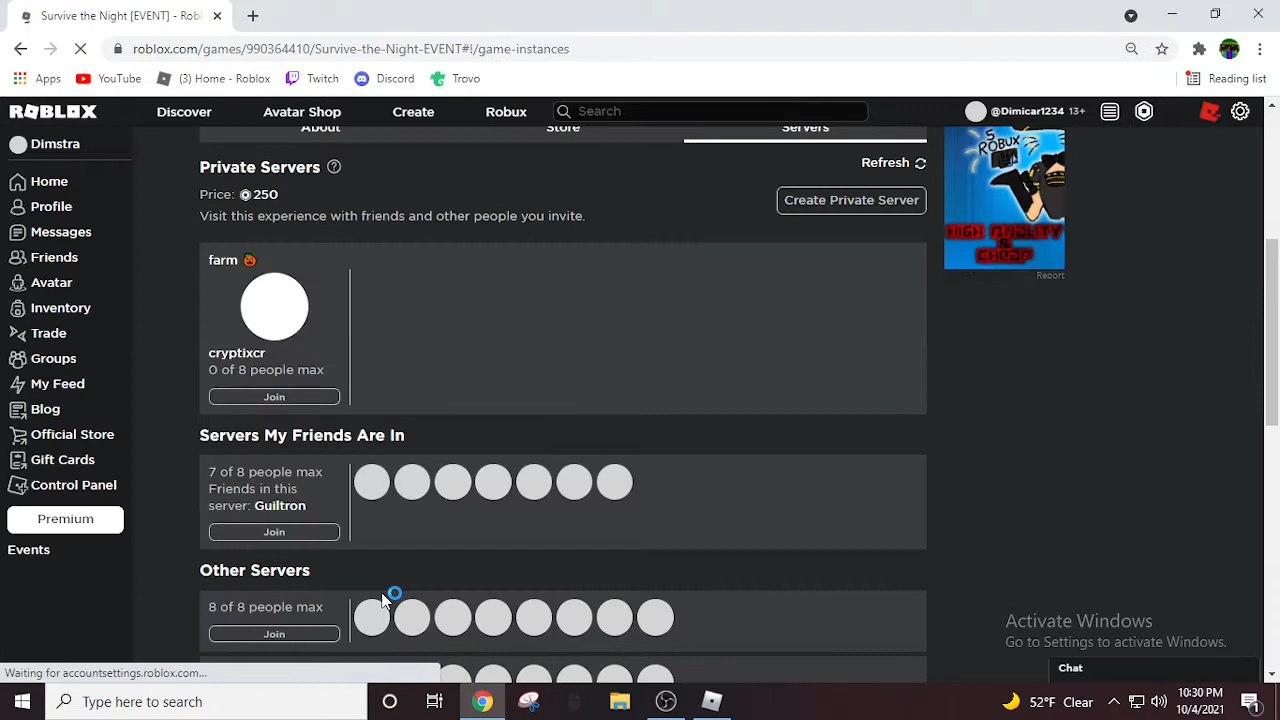 Survive the Night [EVENT] - Rob
roblox.com/games/990364410/Survive-the-Night-EVENT#!/game-instances
Apps YouTube (3) Home - Roblox Twitch Discord Trovo Reading list
ROBLOX Discover Avatar Shop Create Robux Search @Dimicar1234 13+
Dimstra
Home
Profile
Messages
Friends
Avatar
Inventory
Trade
Groups
My Feed
Blog
Official Store
Gift Cards
Control Panel
Premium
Events
About Store Servers
Private Servers ? Refresh
Price: 250
Create Private Server
Visit this experience with friends and other people you invite.
farm 🎃
cryptixcr
0 of 8 people max
Join
Servers My Friends Are In
7 of 8 people max
Friends in this
server: Guiltron
Join
Other Servers
8 of 8 people max
Join
5
ROBUX
HIGH QUALITY
&
CHEAP
Report
Activate Windows
Go to Settings to activate Windows.
Chat
Waiting for accountsettings.roblox.com...
Type here to search
52°F Clear
10:30 PM
10/4/2021
1